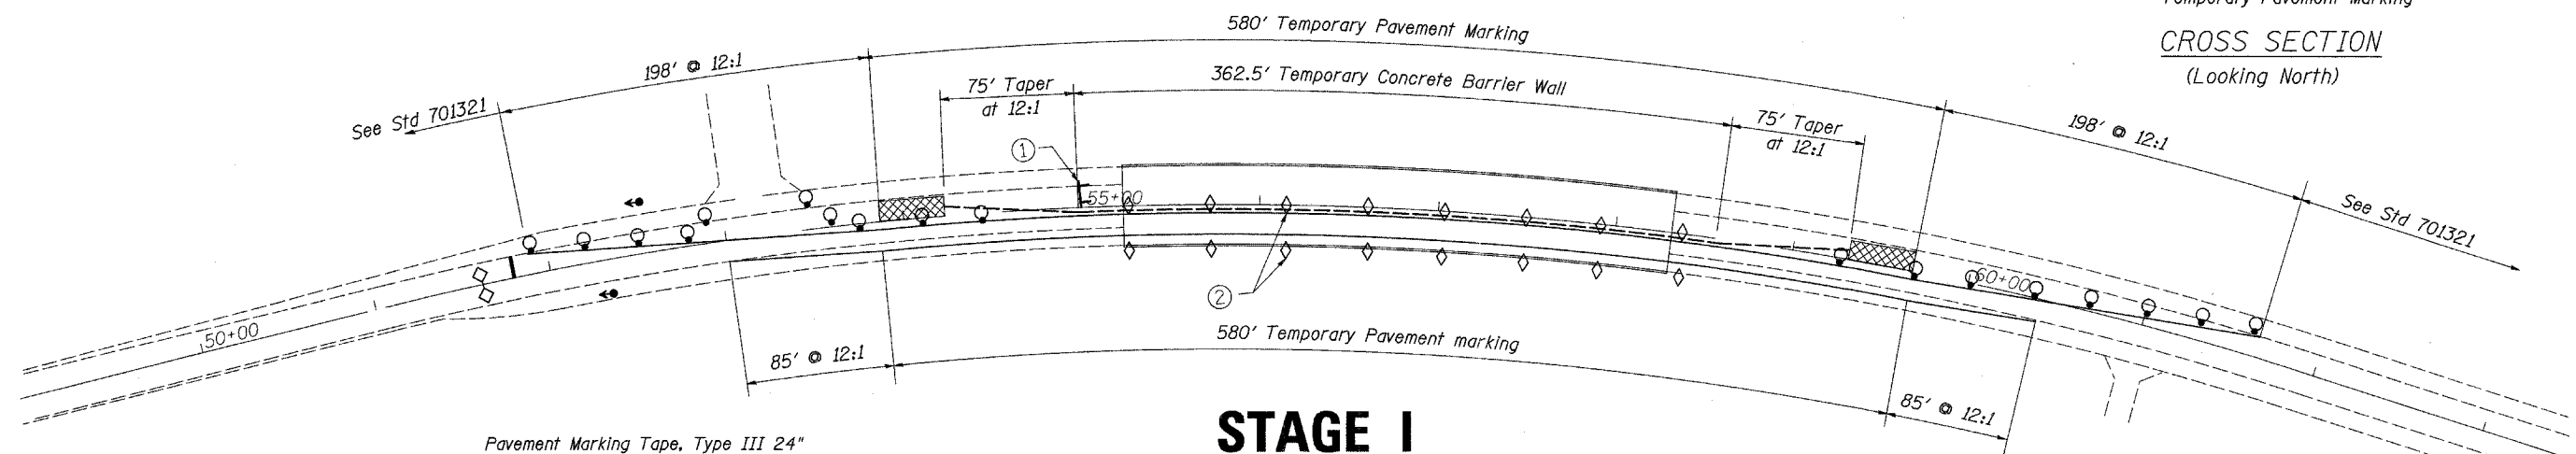 Temporary Pavement Marking
CROSS SECTION
(Looking North)
580' Temporary Pavement Marking
198' @ 12:1
362.5' Temporary Concrete Barrier Wall
75' Taper
at 12:1
See Std 701321
75' Taper
at 12:1
198' @ 12:1
1
55+00
See Std 701321
60+00
2
50+00
580' Temporary Pavement marking
85' @ 12:1
85' @ 12:1
STAGE I
Pavement Marking Tape, Type III 24"